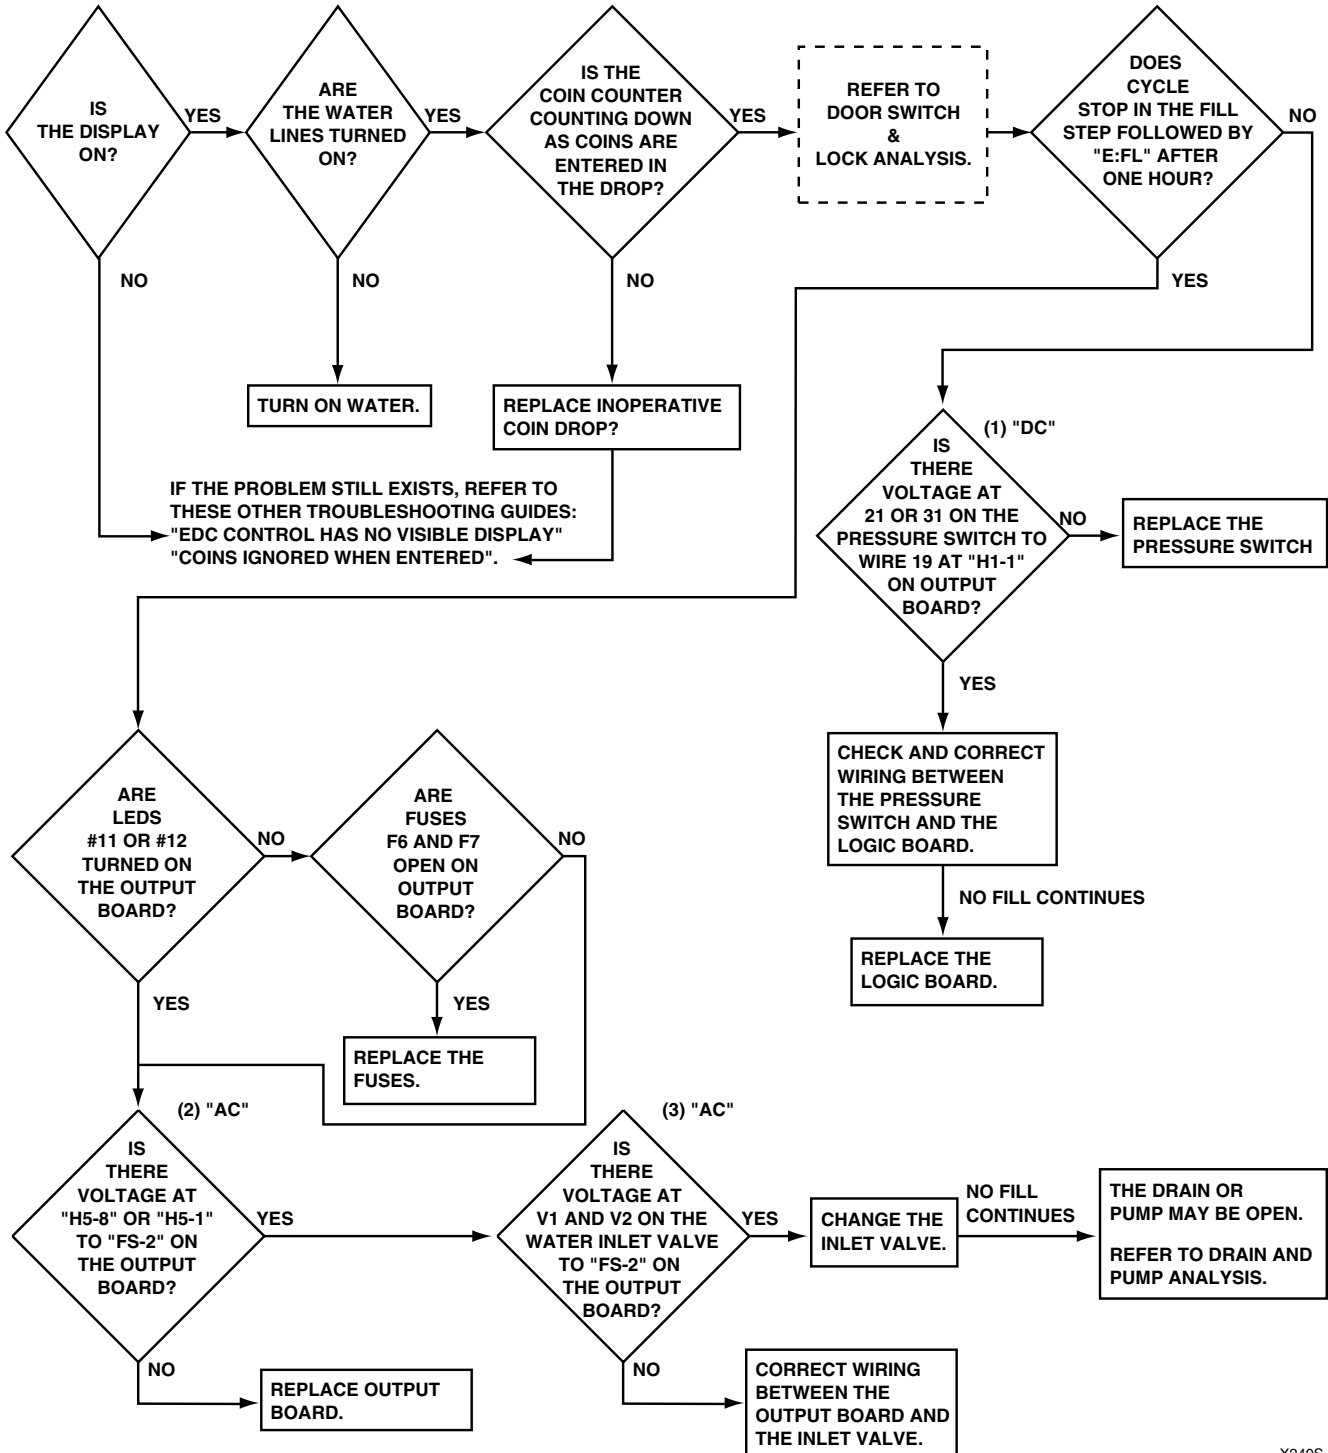 IS
THE DISPLAY
ON?
YES
NO
ARE
THE WATER
LINES TURNED
ON?
YES
NO
IS THE
COIN COUNTER
COUNTING DOWN
AS COINS ARE
ENTERED IN
THE DROP?
YES
NO
REFER TO
DOOR SWITCH
&
LOCK ANALYSIS.
DOES
CYCLE
STOP IN THE FILL
STEP FOLLOWED BY
"E:FL" AFTER
ONE HOUR?
NO
YES
TURN ON WATER.
REPLACE INOPERATIVE
COIN DROP?
IF THE PROBLEM STILL EXISTS, REFER TO
THESE OTHER TROUBLESHOOTING GUIDES:
"EDC CONTROL HAS NO VISIBLE DISPLAY"
"COINS IGNORED WHEN ENTERED".
(1) "DC"
IS
THERE
VOLTAGE AT
21 OR 31 ON THE
PRESSURE SWITCH TO
WIRE 19 AT "H1-1"
ON OUTPUT
BOARD?
NO
REPLACE THE
PRESSURE SWITCH
YES
CHECK AND CORRECT
WIRING BETWEEN
THE PRESSURE
SWITCH AND THE
LOGIC BOARD.
NO FILL CONTINUES
REPLACE THE
LOGIC BOARD.
ARE
LEDS
#11 OR #12
TURNED ON
THE OUTPUT
BOARD?
NO
YES
ARE
FUSES
F6 AND F7
OPEN ON
OUTPUT
BOARD?
NO
YES
REPLACE THE
FUSES.
(2) "AC"
IS
THERE
VOLTAGE AT
"H5-8" OR "H5-1"
TO "FS-2" ON
THE OUTPUT
BOARD?
YES
NO
REPLACE OUTPUT
BOARD.
(3) "AC"
IS
THERE
VOLTAGE AT
V1 AND V2 ON THE
WATER INLET VALVE
TO "FS-2" ON
THE OUTPUT
BOARD?
YES
NO
CORRECT WIRING
BETWEEN THE
OUTPUT BOARD AND
THE INLET VALVE.
CHANGE THE
INLET VALVE.
NO FILL
CONTINUES
THE DRAIN OR
PUMP MAY BE OPEN.
REFER TO DRAIN AND
PUMP ANALYSIS.